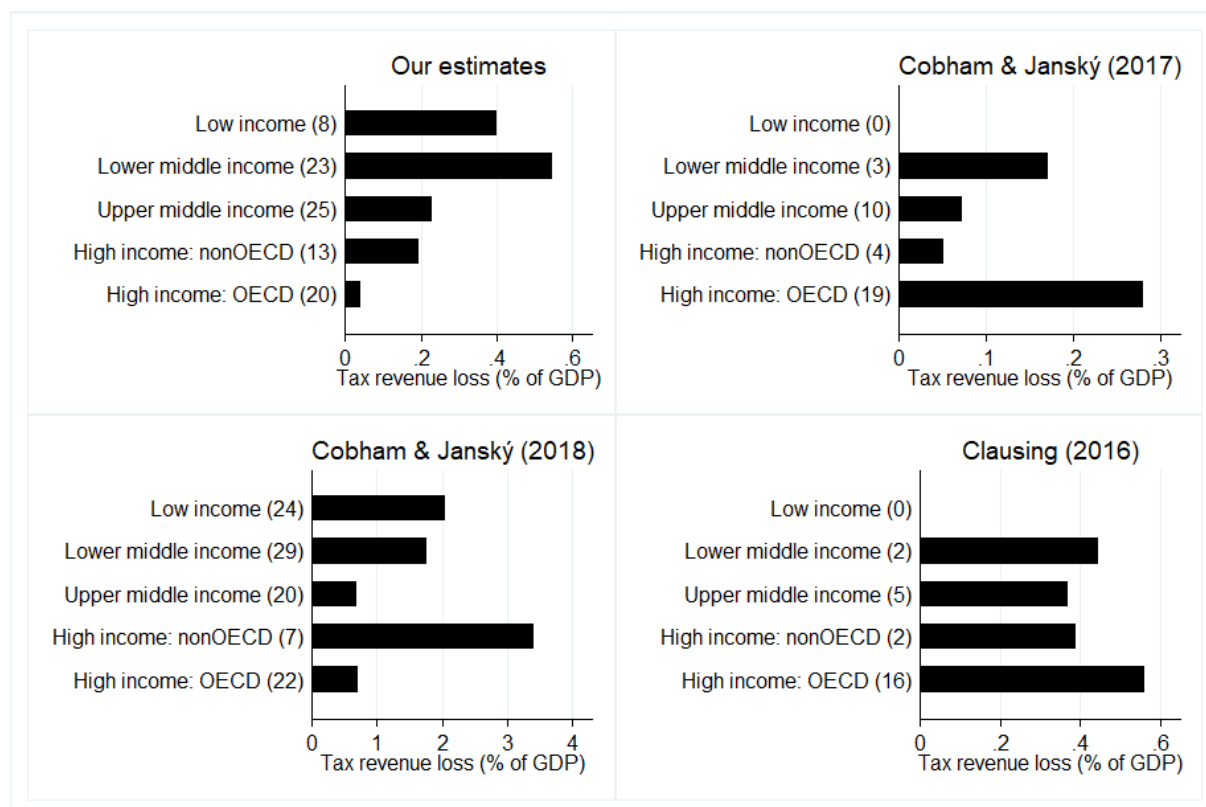 Our estimates
Low income (8)
Lower middle income (23)
Upper middle income (25)
High income: nonOECD (13)
High income: OECD (20)
0 .2 .4 .6
Tax revenue loss (% of GDP)
Cobham & Janský (2017)
Low income (0)
Lower middle income (3)
Upper middle income (10)
High income: nonOECD (4)
High income: OECD (19)
0 .1 .2 .3
Tax revenue loss (% of GDP)
Cobham & Janský (2018)
Low income (24)
Lower middle income (29)
Upper middle income (20)
High income: nonOECD (7)
High income: OECD (22)
0 1 2 3 4
Tax revenue loss (% of GDP)
Clausing (2016)
Low income (0)
Lower middle income (2)
Upper middle income (5)
High income: nonOECD (2)
High income: OECD (16)
0 .2 .4 .6
Tax revenue loss (% of GDP)